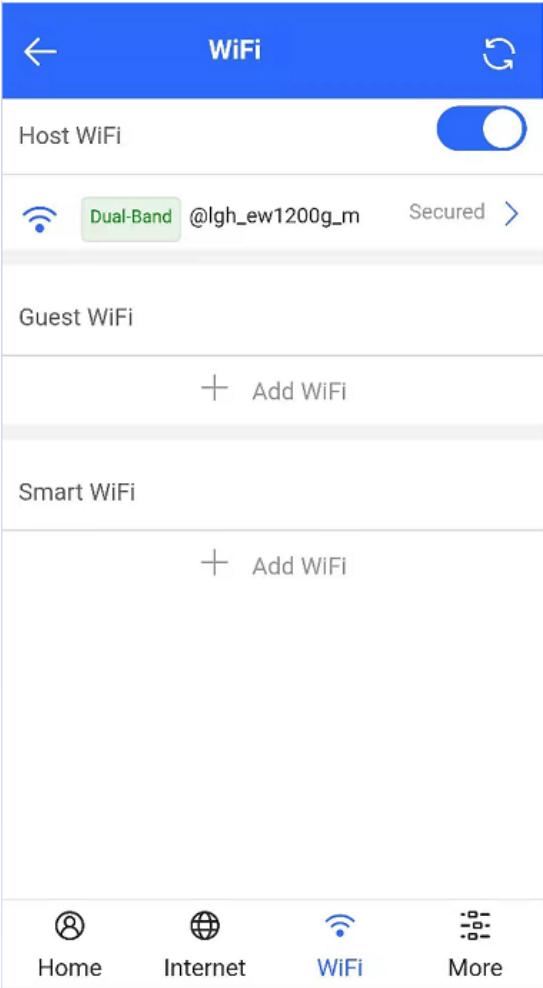 WiFi
Host WiFi
Dual-Band @lgh_ew1200g_m Secured
Guest WiFi
Add WiFi
Smart WiFi
Add WiFi
Home Internet WiFi More